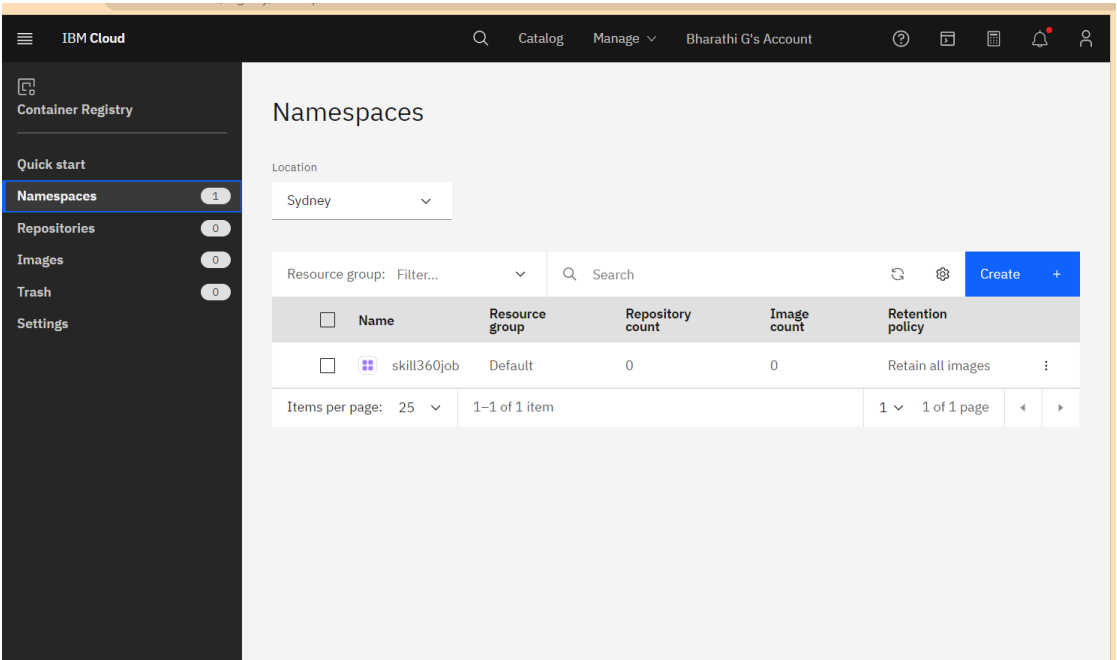 IBM Cloud
Catalog
Manage
Bharathi G's Account
Container Registry
Quick start
Namespaces 1
Repositories 0
Images 0
Trash 0
Settings
Namespaces
Location
Sydney
Resource group: Filter...
Search
Create +
Name
Resource group
Repository count
Image count
Retention policy
skill360job Default 0 0 Retain all images
Items per page: 25
1–1 of 1 item
1
1 of 1 page